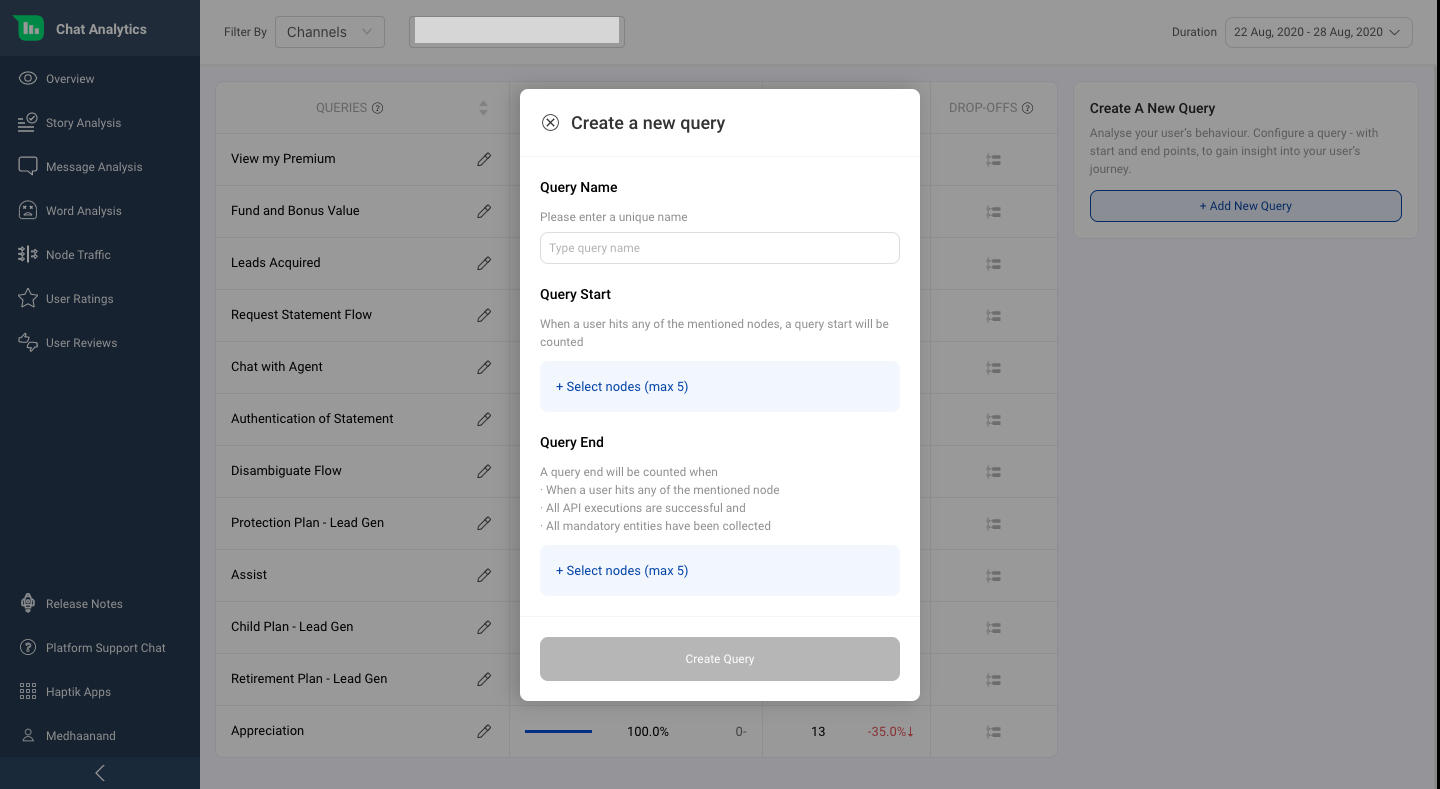 Chat Analytics
Overview
Story Analysis
Message Analysis
Word Analysis
Node Traffic
User Ratings
User Reviews
Release Notes
Platform Support Chat
Haptik Apps
Medhaanand
Filter By Channels
Duration 22 Aug, 2020 - 28 Aug, 2020
QUERIES ?
DROP-OFFS ?
View my Premium
Fund and Bonus Value
Leads Acquired
Request Statement Flow
Chat with Agent
Authentication of Statement
Disambiguate Flow
Protection Plan - Lead Gen
Assist
Child Plan - Lead Gen
Retirement Plan - Lead Gen
Appreciation 100.0% 0- 13 -35.0%↓
Create a new query
Query Name
Please enter a unique name
Type query name
Query Start
When a user hits any of the mentioned nodes, a query start will be
counted
+ Select nodes (max 5)
Query End
A query end will be counted when
· When a user hits any of the mentioned node
· All API executions are successful and
· All mandatory entities have been collected
+ Select nodes (max 5)
Create Query
Create A New Query
Analyse your user's behaviour. Configure a query - with
start and end points, to gain insight into your user's
journey.
+ Add New Query